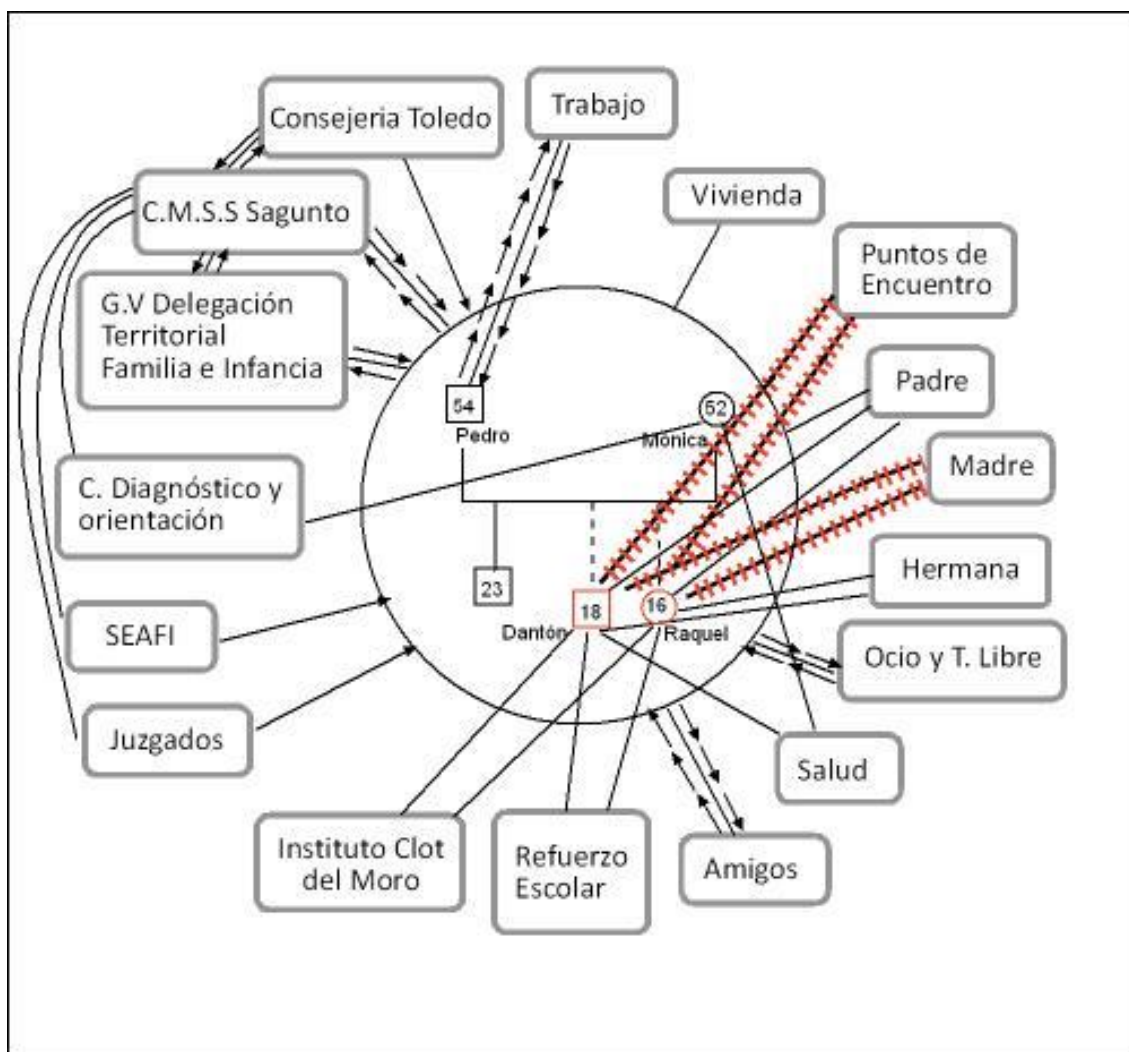 Consejeria Toledo
Trabajo
C.M.S.S Sagunto
Vivienda
Puntos de
Encuentro
G.V Delegación
Territorial
Familia e Infancia
Padre
54
Pedro
52
Mónica
Madre
C. Diagnóstico y
orientación
Hermana
23
18
Dantón
16
Raquel
SEAFI
Ocio y T. Libre
Juzgados
Salud
Instituto Clot
del Moro
Refuerzo
Escolar
Amigos